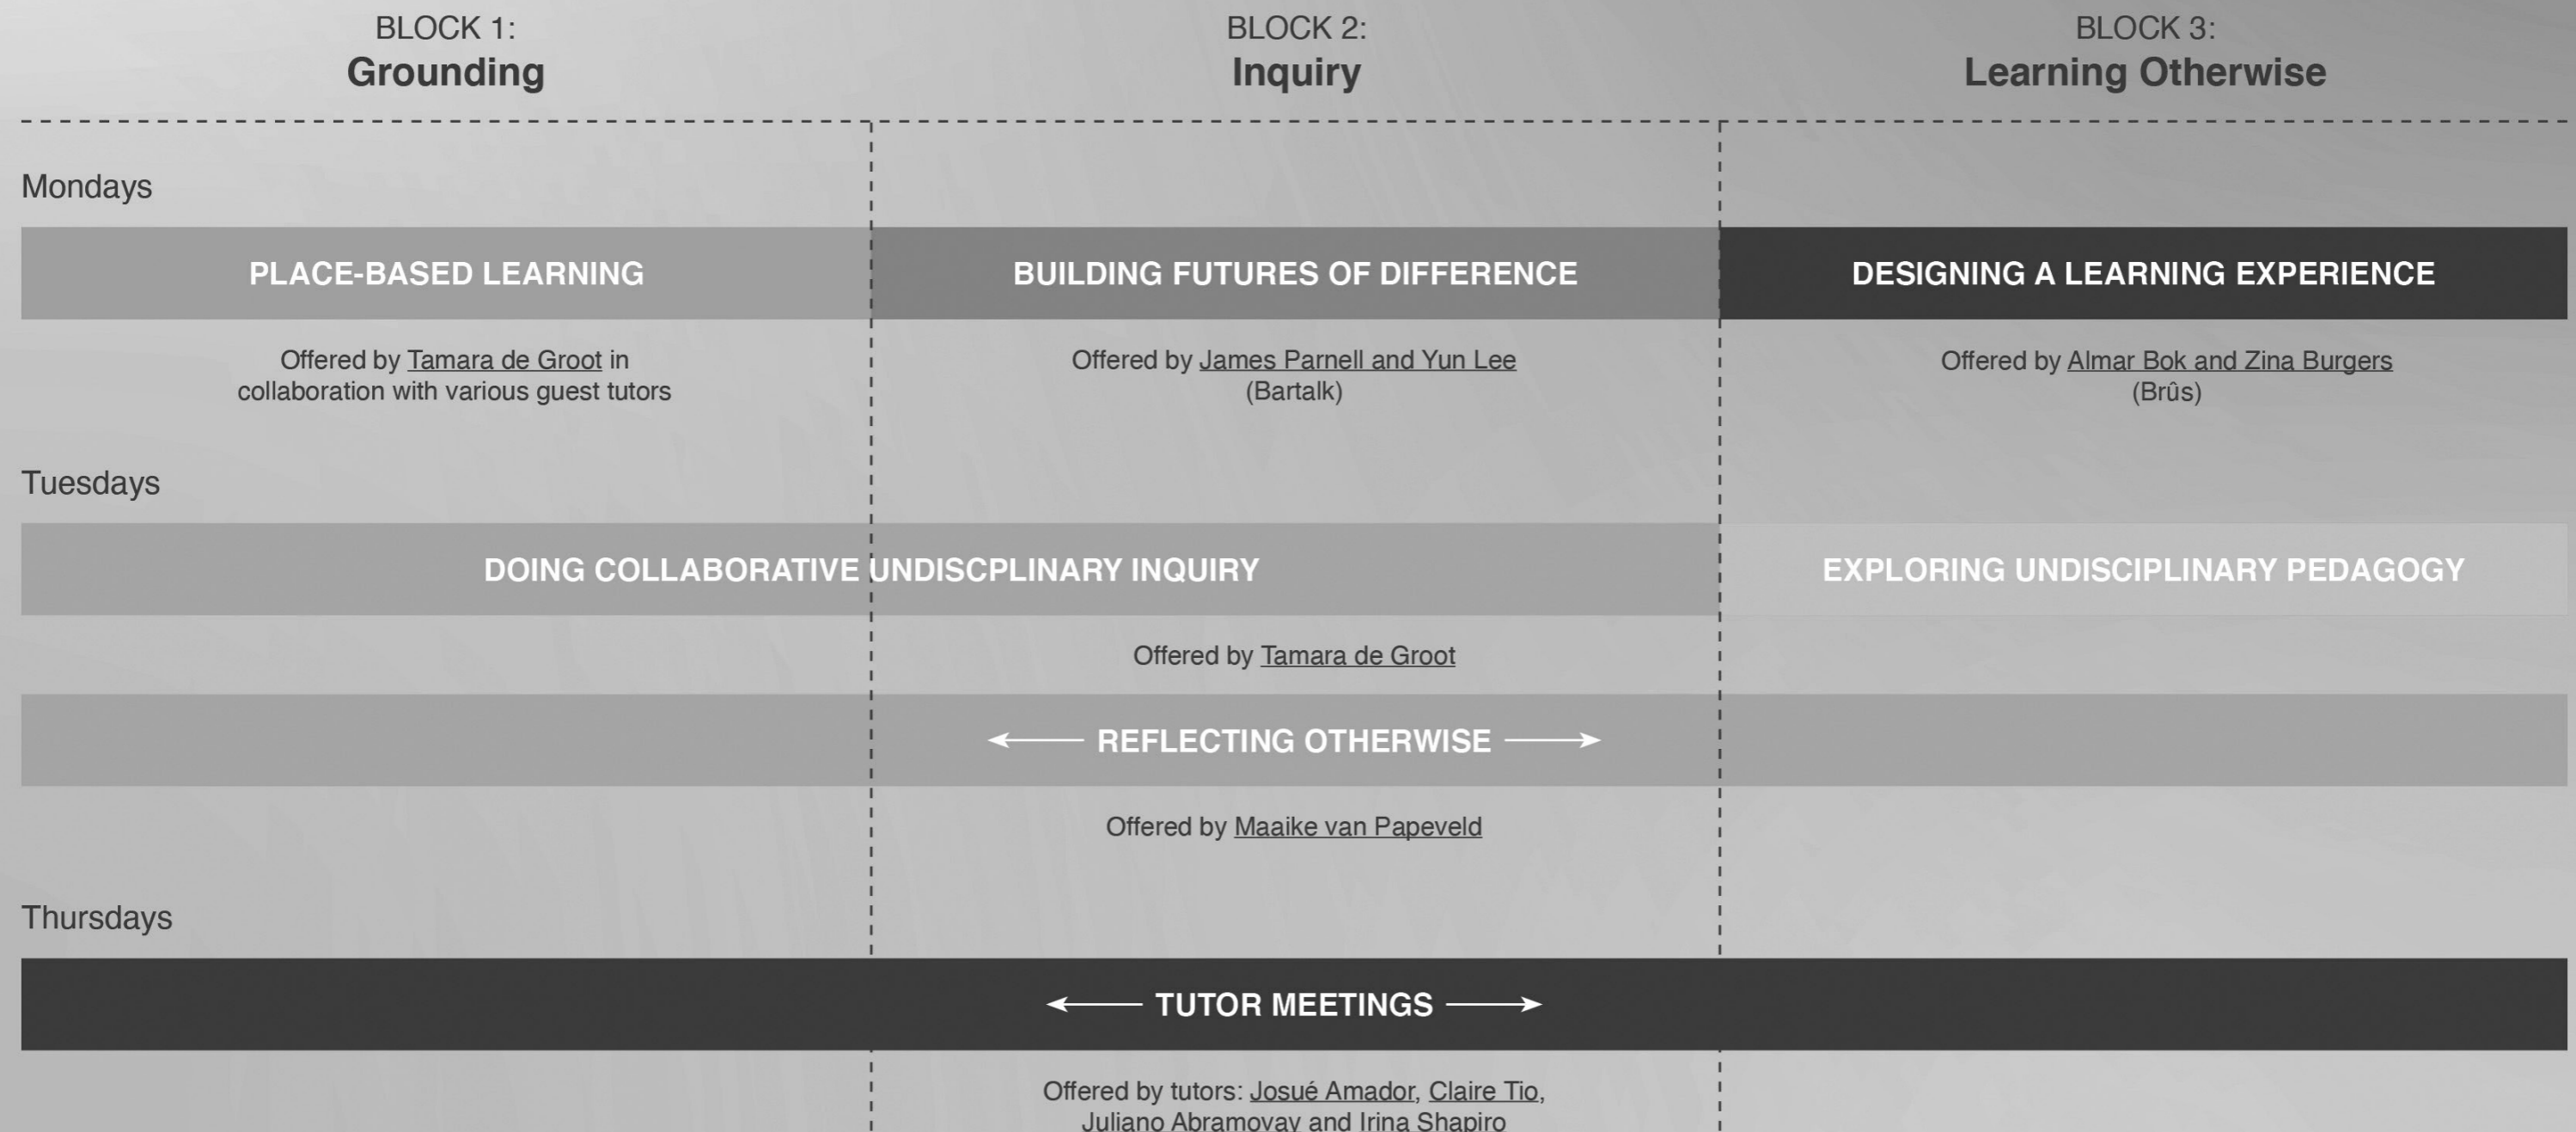 BLOCK 1:
Grounding
BLOCK 2:
Inquiry
BLOCK 3:
Learning Otherwise
Mondays
PLACE-BASED LEARNING
BUILDING FUTURES OF DIFFERENCE
DESIGNING A LEARNING EXPERIENCE
Offered by Tamara de Groot in
collaboration with various guest tutors
Offered by James Parnell and Yun Lee
(Bartalk)
Offered by Almar Bok and Zina Burgers
(Brûs)
Tuesdays
DOING COLLABORATIVE UNDISCPLINARY INQUIRY
EXPLORING UNDISCIPLINARY PEDAGOGY
Offered by Tamara de Groot
REFLECTING OTHERWISE
Offered by Maaike van Papeveld
Thursdays
TUTOR MEETINGS
Offered by tutors: Josué Amador, Claire Tio,
Juliano Abramovay and Irina Shapiro